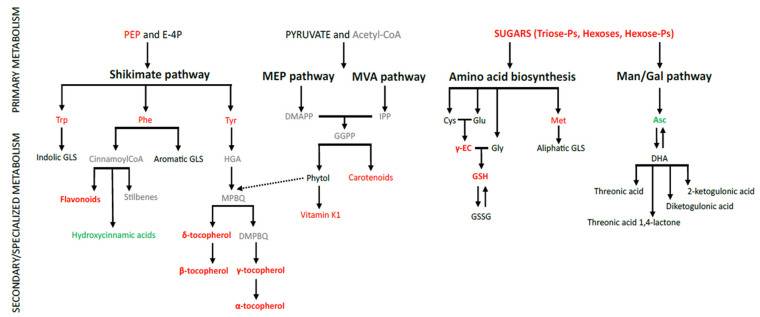 PRIMARY METABOLISM
PEP and E-4P
PYRUVATE and Acetyl-CoA
SUGARS (Triose-Ps, Hexoses, Hexose-Ps)
Shikimate pathway
MEP pathway
MVA pathway
Amino acid biosynthesis
Man/Gal pathway
SECONDARY/SPECIALIZED METABOLISM
Trp
Phe
Tyr
DMAPP
IPP
Cys
Glu
Met
Asc
GGPP
γ-EC
Gly
Aliphatic GLS
Indolic GLS
CinnamoylCoA
Aromatic GLS
HGA
DHA
Phytol
Carotenoids
GSH
Flavonoids
Stilbenes
MPBQ
Threonic acid
2-ketogulonic acid
Diketogulonic acid
Threonic acid 1,4-lactone
Vitamin K1
GSSG
Hydroxycinnamic acids
δ-tocopherol
DMPBQ
β-tocopherol
γ-tocopherol
α-tocopherol